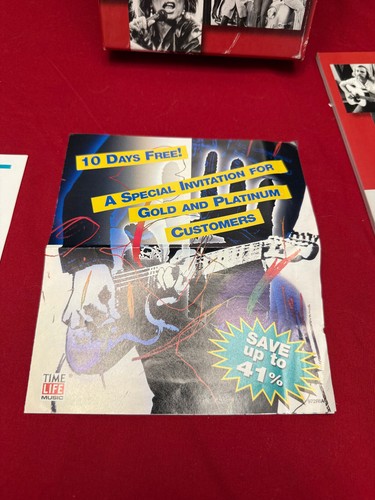 10 DAYS FREE!
A SPECIAL INVITATION FOR
GOLD AND PLATINUM
CUSTOMERS
SAVE
up to
41%
TIME
LIFE
MUSIC